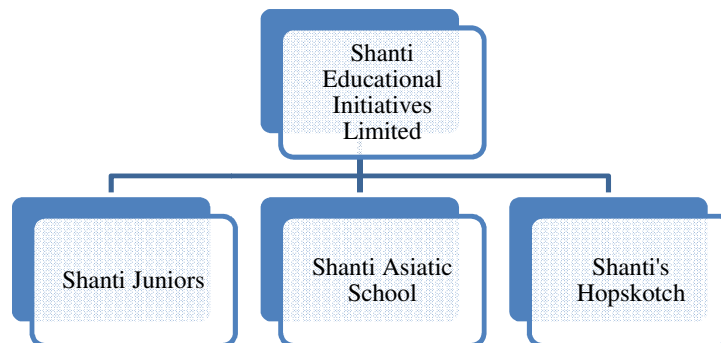 Shanti
Educational
Initiatives
Limited
Shanti Juniors
Shanti Asiatic
School
Shanti's
Hopskotch